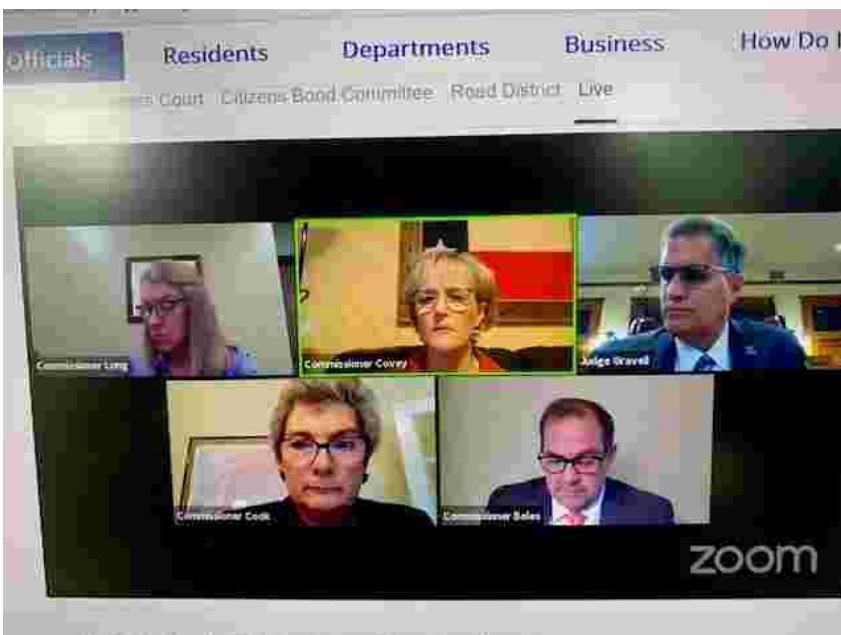 Officials Residents Departments Business How Do I
Court Citizens Bond Committee Road District Live
Commissioner Long
Commissioner Covey
Judge Gravell
Commissioner Cook
Commissioner Boles
zoom